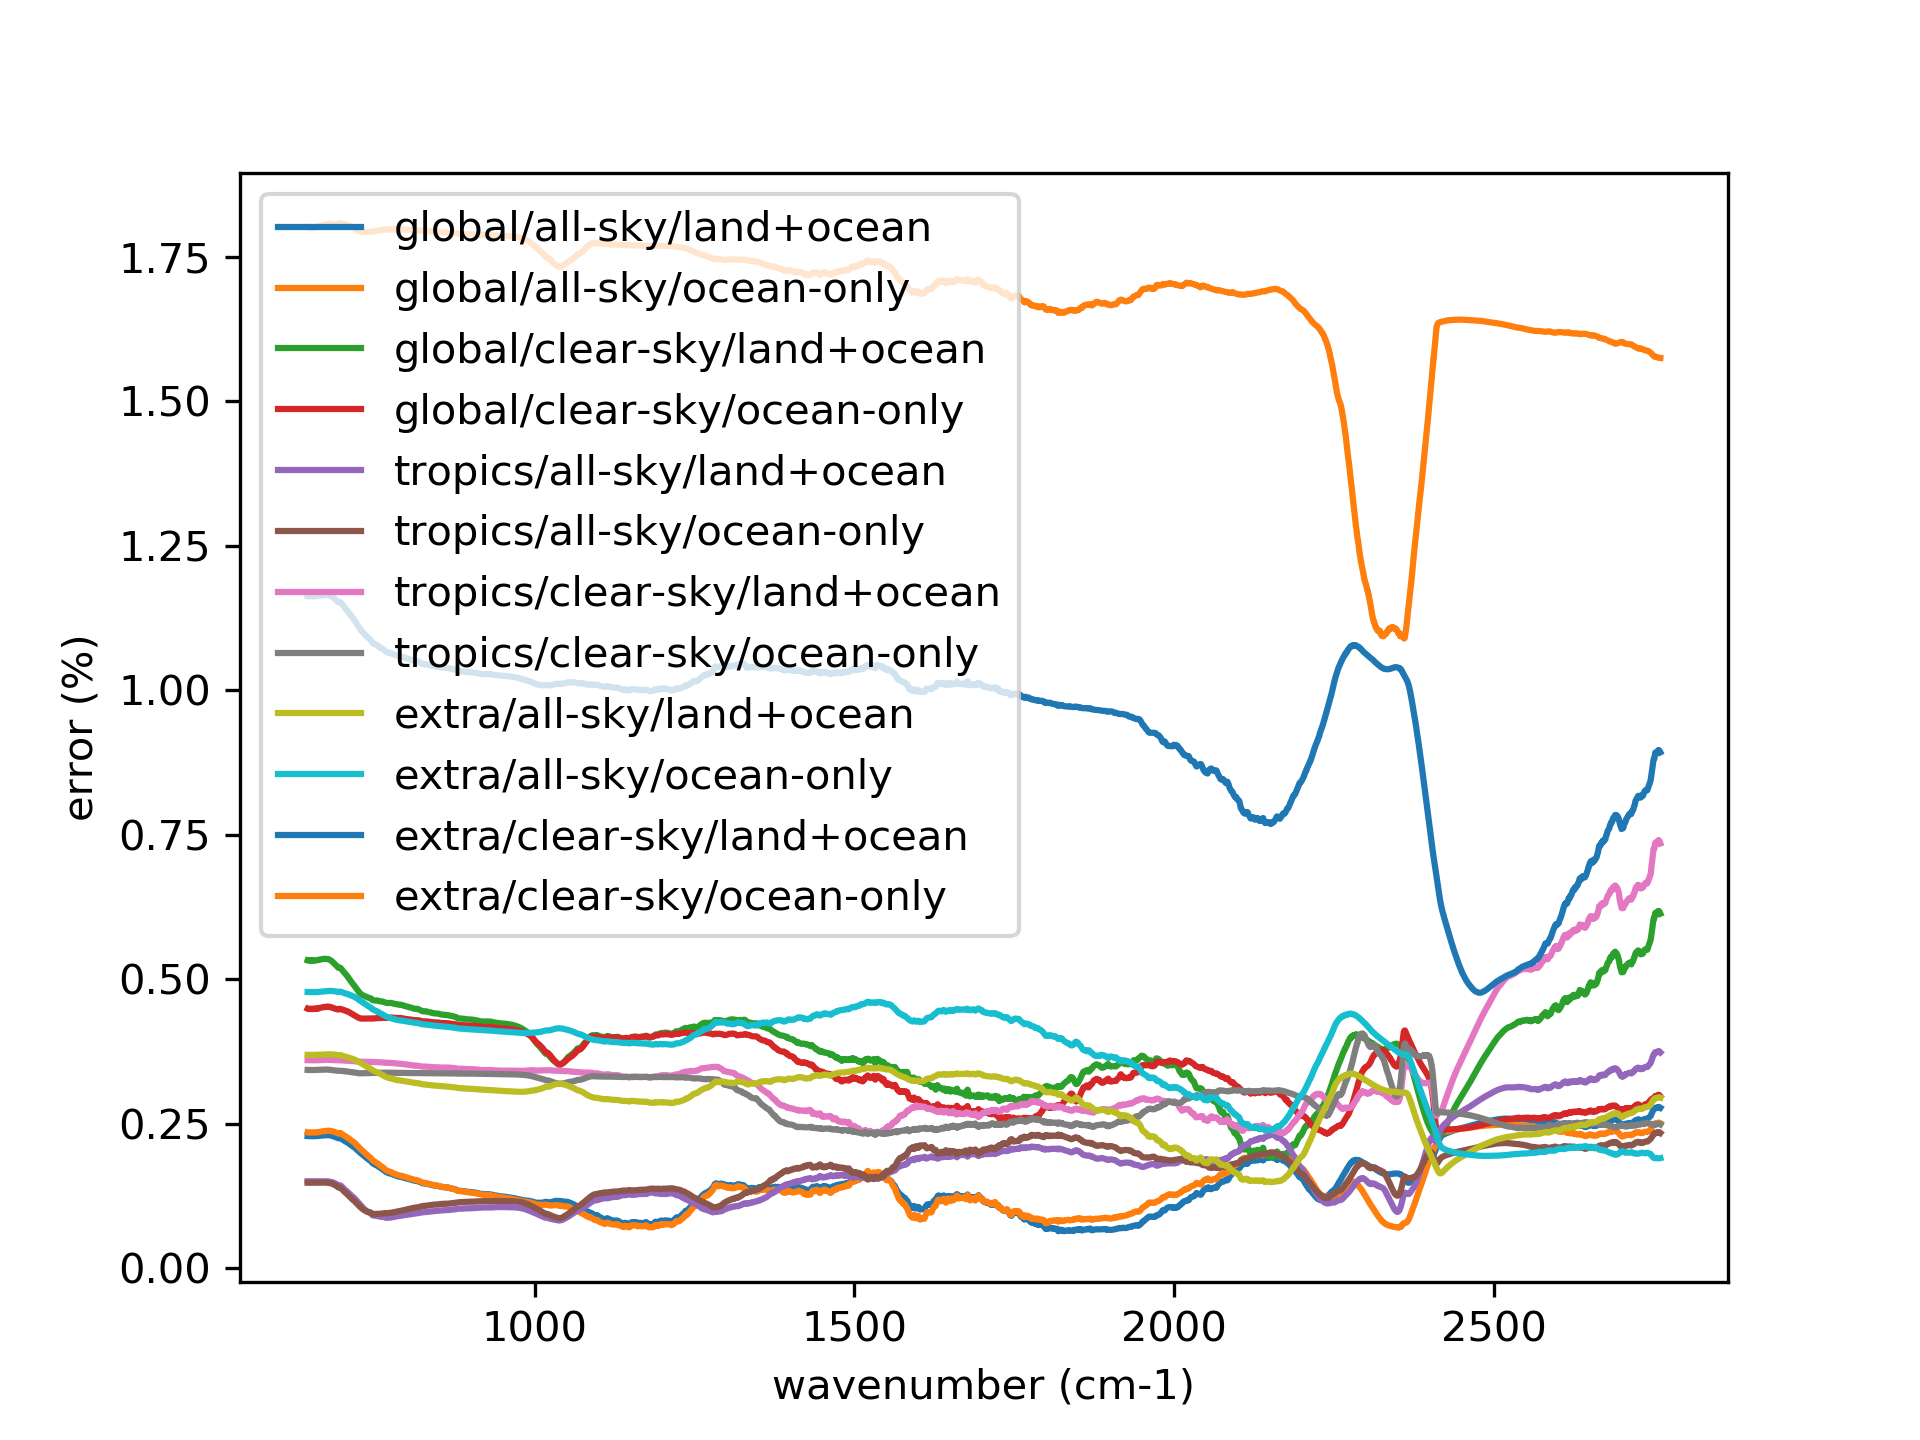 global/all-sky/land+ocean
global/all-sky/ocean-only
global/clear-sky/land+ocean
global/clear-sky/ocean-only
tropics/all-sky/land+ocean
tropics/all-sky/ocean-only
tropics/clear-sky/land+ocean
tropics/clear-sky/ocean-only
extra/all-sky/land+ocean
extra/all-sky/ocean-only
extra/clear-sky/land+ocean
extra/clear-sky/ocean-only
1.75
1.50
1.25
1.00
0.75
0.50
0.25
0.00
error (%)
1000 1500 2000 2500
wavenumber (cm-1)